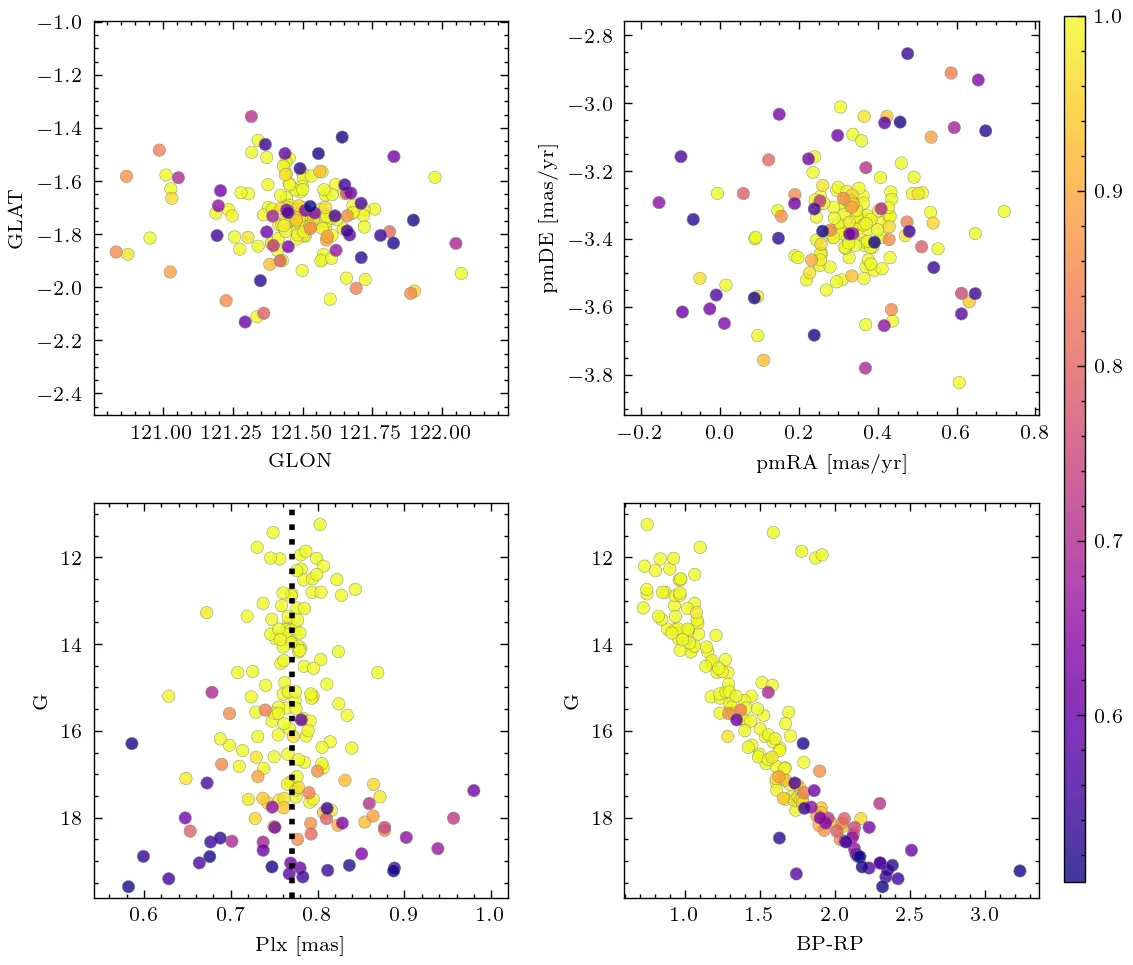 −1.0
−1.2
−1.4
−1.6
−1.8
−2.0
−2.2
−2.4
GLAT
121.00 121.25 121.50 121.75 122.00
GLON
−2.8
−3.0
−3.2
−3.4
−3.6
−3.8
pmDE [mas/yr]
−0.2 0.0 0.2 0.4 0.6 0.8
pmRA [mas/yr]
1.0
0.9
0.8
0.7
0.6
12
14
16
18
G
0.6 0.7 0.8 0.9 1.0
Plx [mas]
12
14
16
18
G
1.0 1.5 2.0 2.5 3.0
BP-RP